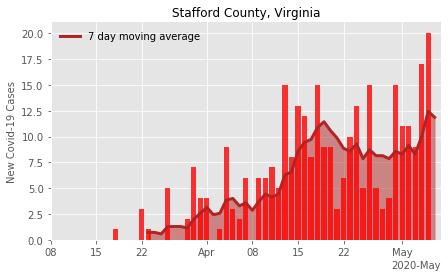 Stafford County, Virginia
7 day moving average
New Covid-19 Cases
20.0
17.5
15.0
12.5
10.0
7.5
5.0
2.5
0.0
08 15 22 Apr 08 15 22 May
2020-May